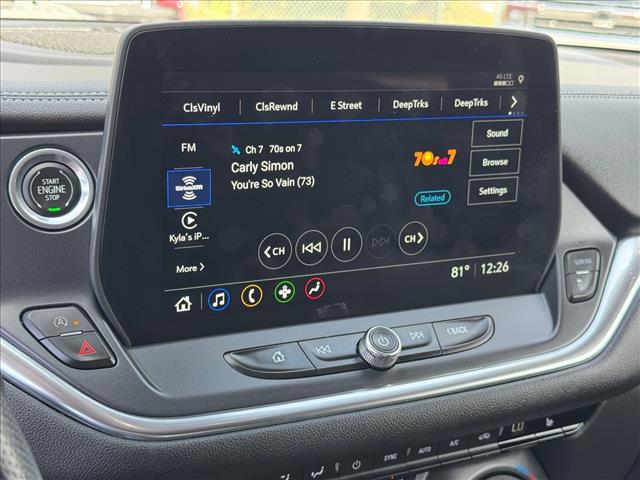 4G LTE
ClsVinyl ClsRewnd E Street DeepTrks DeepTrks
FM
Ch 7 70s on 7
Carly Simon
You're So Vain (73)
70s on 7
Sound
Browse
Settings
Related
SiriusXM
Kyla's iP...
More
CH CH
81° 12:26
START
ENGINE
STOP
BACK
SYNC AUTO A/C LO